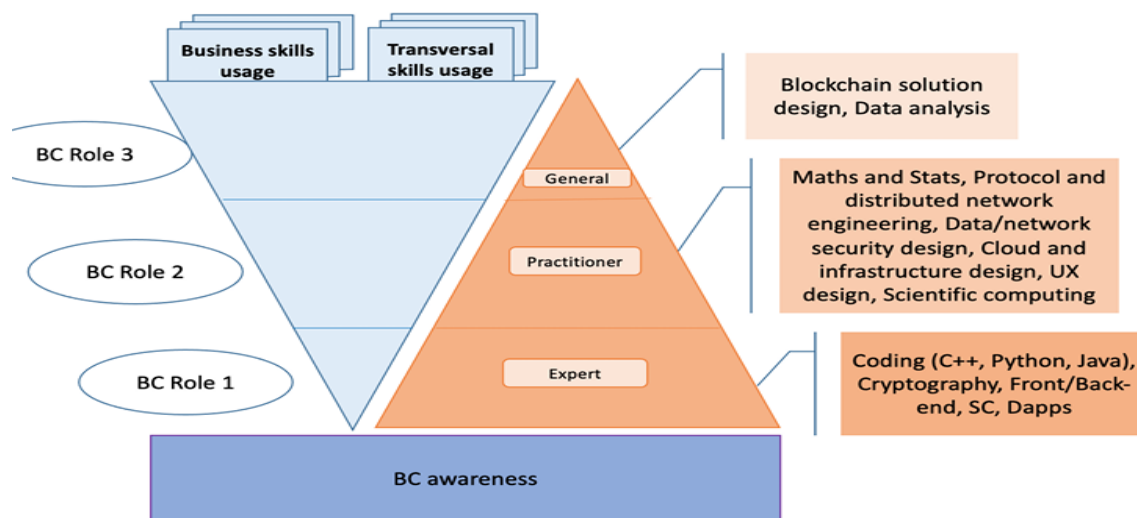 Business skills
usage
Transversal
skills usage
Blockchain solution
design, Data analysis
BC Role 3
General
Maths and Stats, Protocol and
distributed network
engineering, Data/network
security design, Cloud and
infrastructure design, UX
design, Scientific computing
BC Role 2
Practitioner
BC Role 1
Expert
Coding (C++, Python, Java),
Cryptography, Front/Back-
end, SC, Dapps
BC awareness